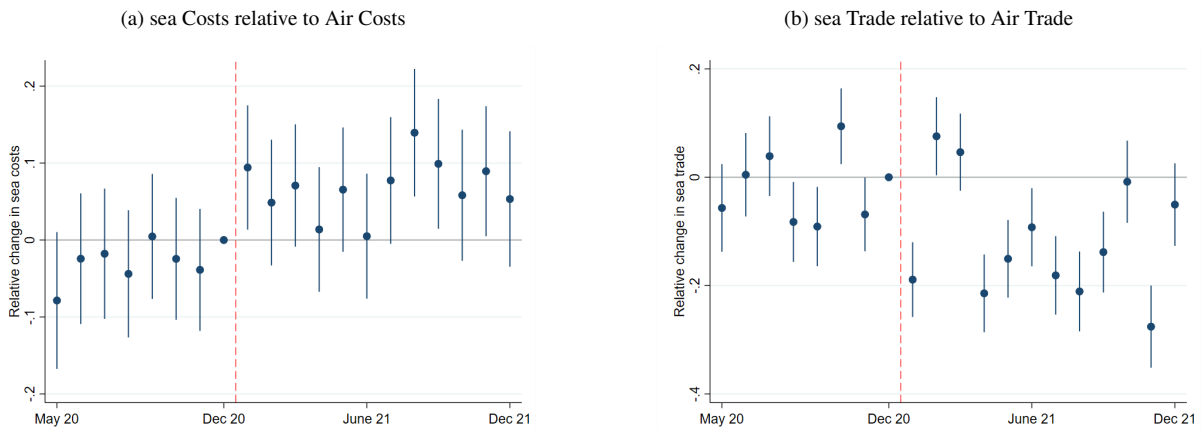 (a) sea Costs relative to Air Costs
Relative change in sea costs
.2
.1
0
-.1
-.2
May 20
Dec 20
June 21
Dec 21
(b) sea Trade relative to Air Trade
Relative change in sea trade
.2
0
-.2
-.4
May 20
Dec 20
June 21
Dec 21